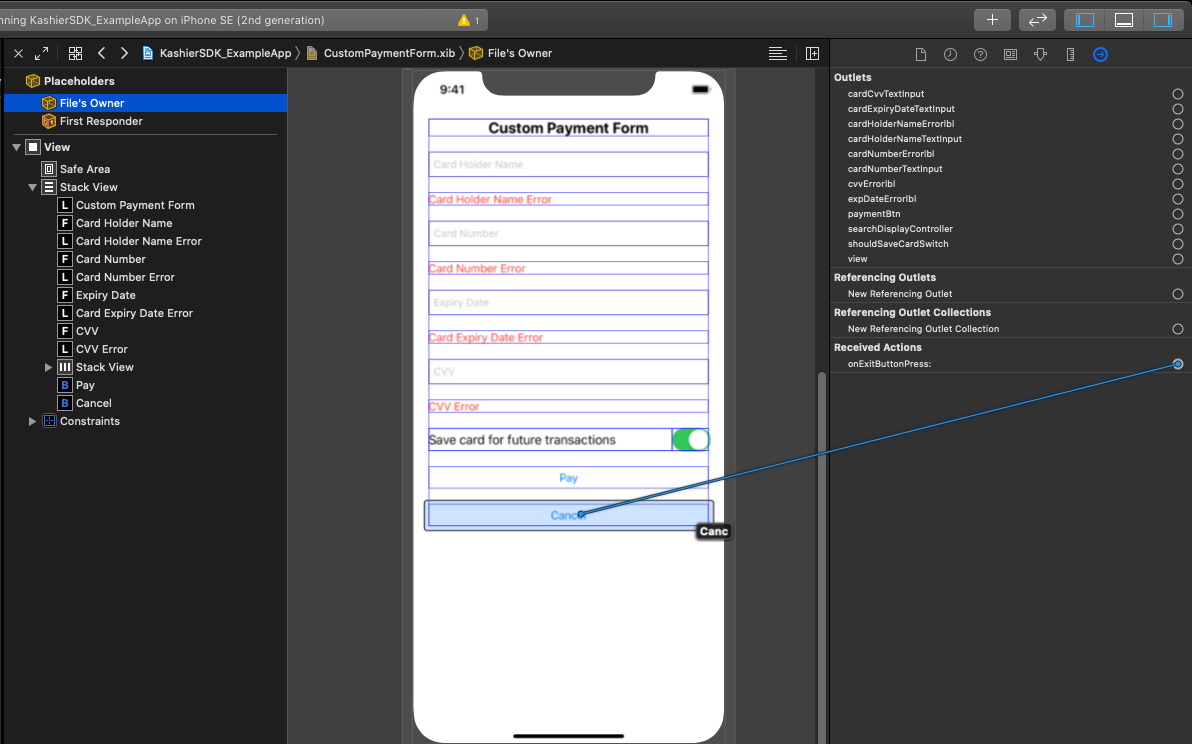 nning KashierSDK_ExampleApp on iPhone SE (2nd generation)
1
KashierSDK_ExampleApp
CustomPaymentForm.xib
File's Owner
Placeholders
File's Owner
First Responder
View
Safe Area
Stack View
L Custom Payment Form
F Card Holder Name
L Card Holder Name Error
F Card Number
L Card Number Error
F Expiry Date
L Card Expiry Date Error
F CVV
L CVV Error
Stack View
B Pay
B Cancel
Constraints
9:41
Custom Payment Form
Card Holder Name
Card Holder Name Error
Card Number
Card Number Error
Expiry Date
Card Expiry Date Error
CVV
CVV Error
Save card for future transactions
Pay
Cancel
Canc
Outlets
cardCvvTextInput
cardExpiryDateTextInput
cardHolderNameErrorlbl
cardHolderNameTextInput
cardNumberErrorlbl
cardNumberTextInput
cvvErrorlbl
expDateErrorlbl
paymentBtn
searchDisplayController
shouldSaveCardSwitch
view
Referencing Outlets
New Referencing Outlet
Referencing Outlet Collections
New Referencing Outlet Collection
Received Actions
onExitButtonPress: